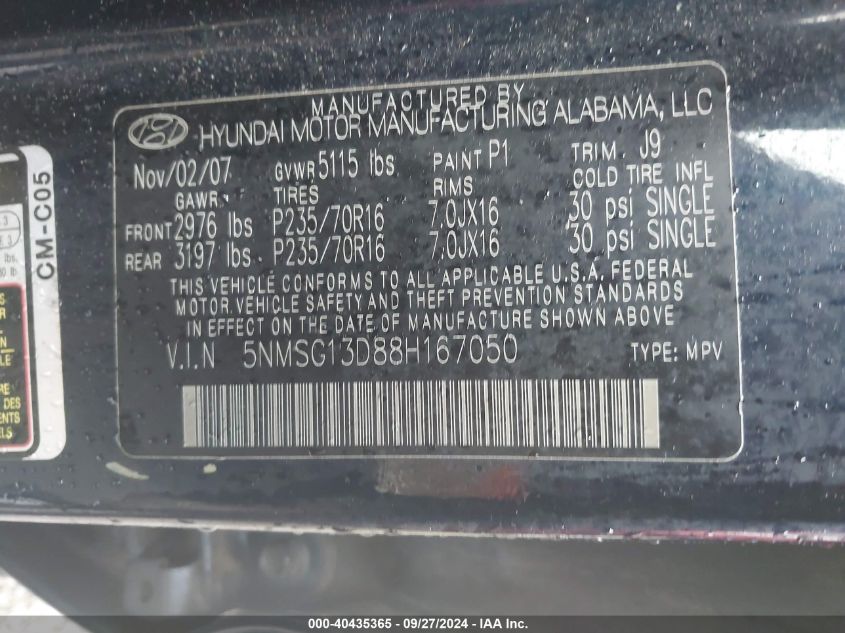 MANUFACTURED BY
HYUNDAI MOTOR MANUFACTURING ALABAMA, LLC
Nov/02/07 GVWR 5115 lbs PAINT P1 TRIM J9
GAWR F TIRES RIMS COLD TIRE INFL
FRONT 2976 lbs P235/70R16 7.0JX16 30 psi SINGLE
REAR 3197 lbs P235/70R16 7.0JX16 30 psi SINGLE
THIS VEHICLE CONFORMS TO ALL APPLICABLE U.S.A. FEDERAL
MOTOR VEHICLE SAFETY AND THEFT PREVENTION STANDARDS
IN EFFECT ON THE DATE OF MANUFACTURE SHOWN ABOVE
V.I.N 5NMSG13D88H167050 TYPE: MPV
CM-C05
lbs.
DES
000-40435365 - 09/27/2024 - IAA Inc.